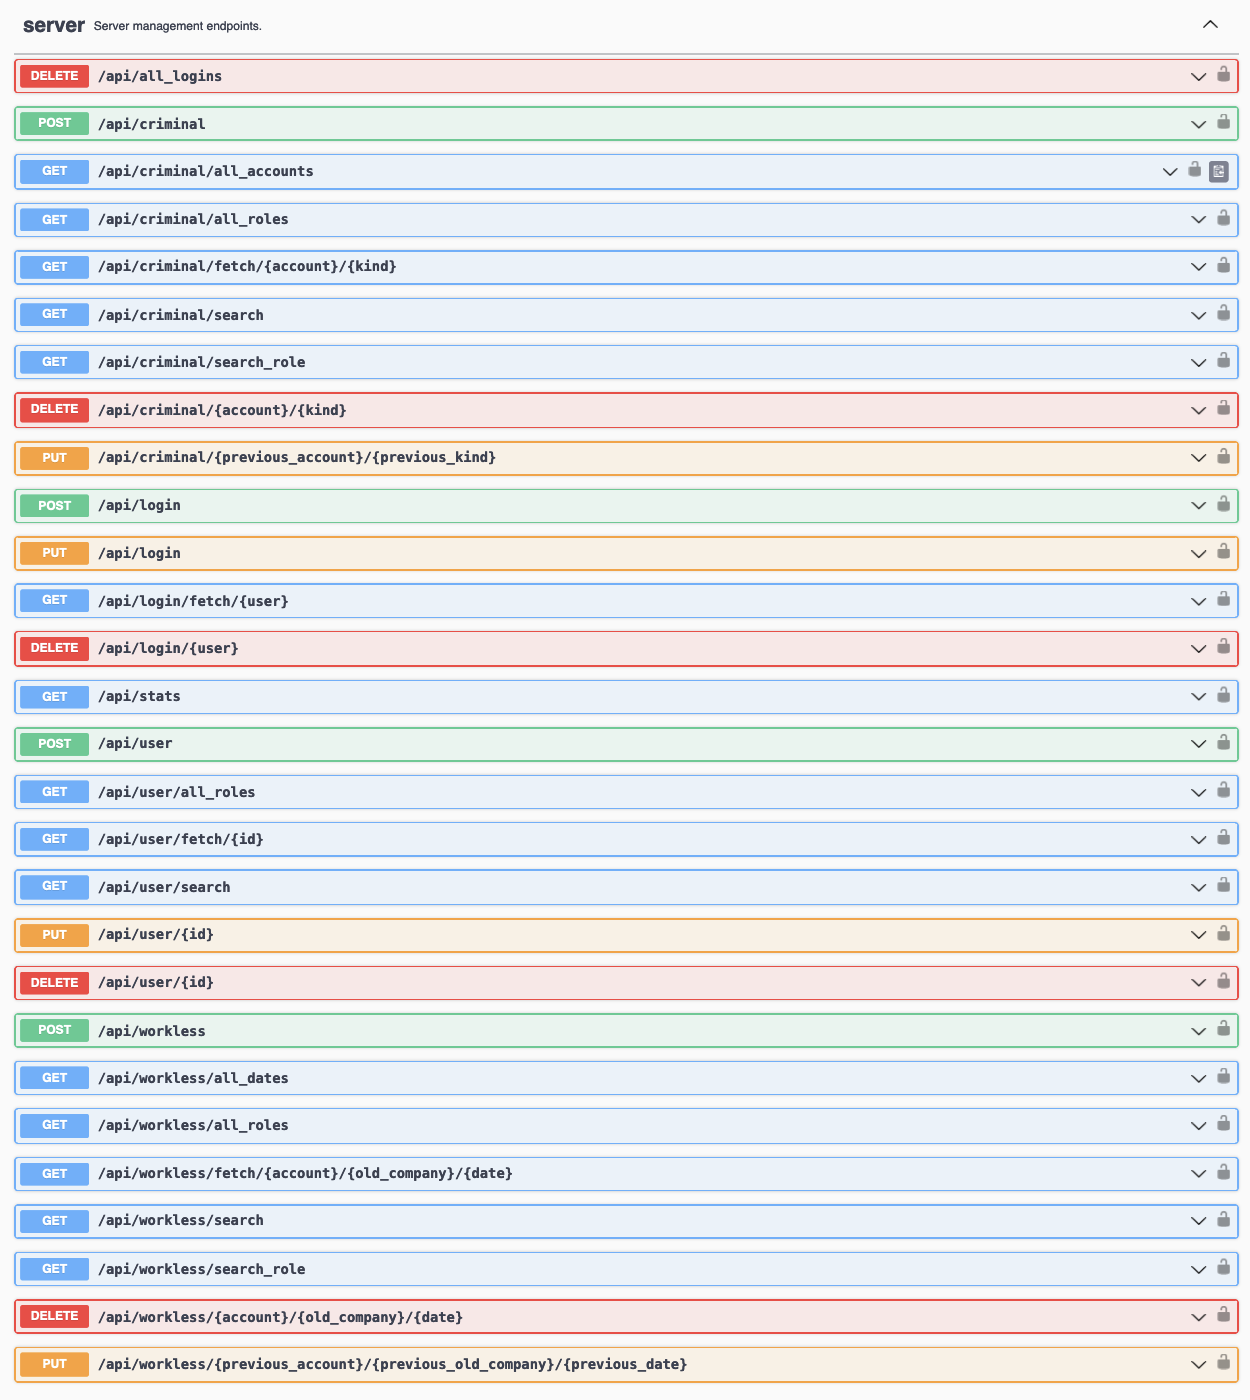 server Server management endpoints.
DELETE /api/all_logins
POST /api/criminal
GET /api/criminal/all_accounts
GET /api/criminal/all_roles
GET /api/criminal/fetch/{account}/{kind}
GET /api/criminal/search
GET /api/criminal/search_role
DELETE /api/criminal/{account}/{kind}
PUT /api/criminal/{previous_account}/{previous_kind}
POST /api/login
PUT /api/login
GET /api/login/fetch/{user}
DELETE /api/login/{user}
GET /api/stats
POST /api/user
GET /api/user/all_roles
GET /api/user/fetch/{id}
GET /api/user/search
PUT /api/user/{id}
DELETE /api/user/{id}
POST /api/workless
GET /api/workless/all_dates
GET /api/workless/all_roles
GET /api/workless/fetch/{account}/{old_company}/{date}
GET /api/workless/search
GET /api/workless/search_role
DELETE /api/workless/{account}/{old_company}/{date}
PUT /api/workless/{previous_account}/{previous_old_company}/{previous_date}